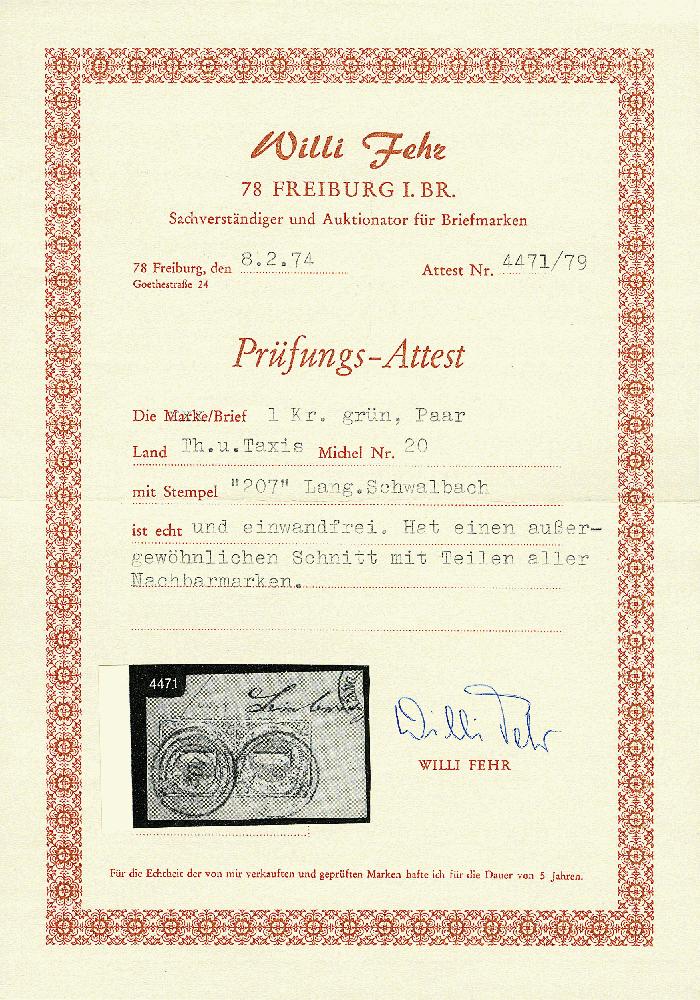 Willi Fehr
78 FREIBURG I. BR.
Sachverständiger und Auktionator für Briefmarken
78 Freiburg, den 8.2.74 Attest Nr. 4471/79
Goethestraße 24
Prüfungs-Attest
Die Marke/Brief 1 Kr. grün, Paar
Land Th.u.Taxis Michel Nr. 20
mit Stempel "207" Lang.Schwalbach
ist echt und einwandfrei. Hat einen außer-
gewöhnlichen Schnitt mit Teilen aller
Nachbarmarken.
4471
Willi Fehr
WILLI FEHR
Für die Echtheit der von mir verkauften und geprüften Marken hafte ich für die Dauer von 5 Jahren.